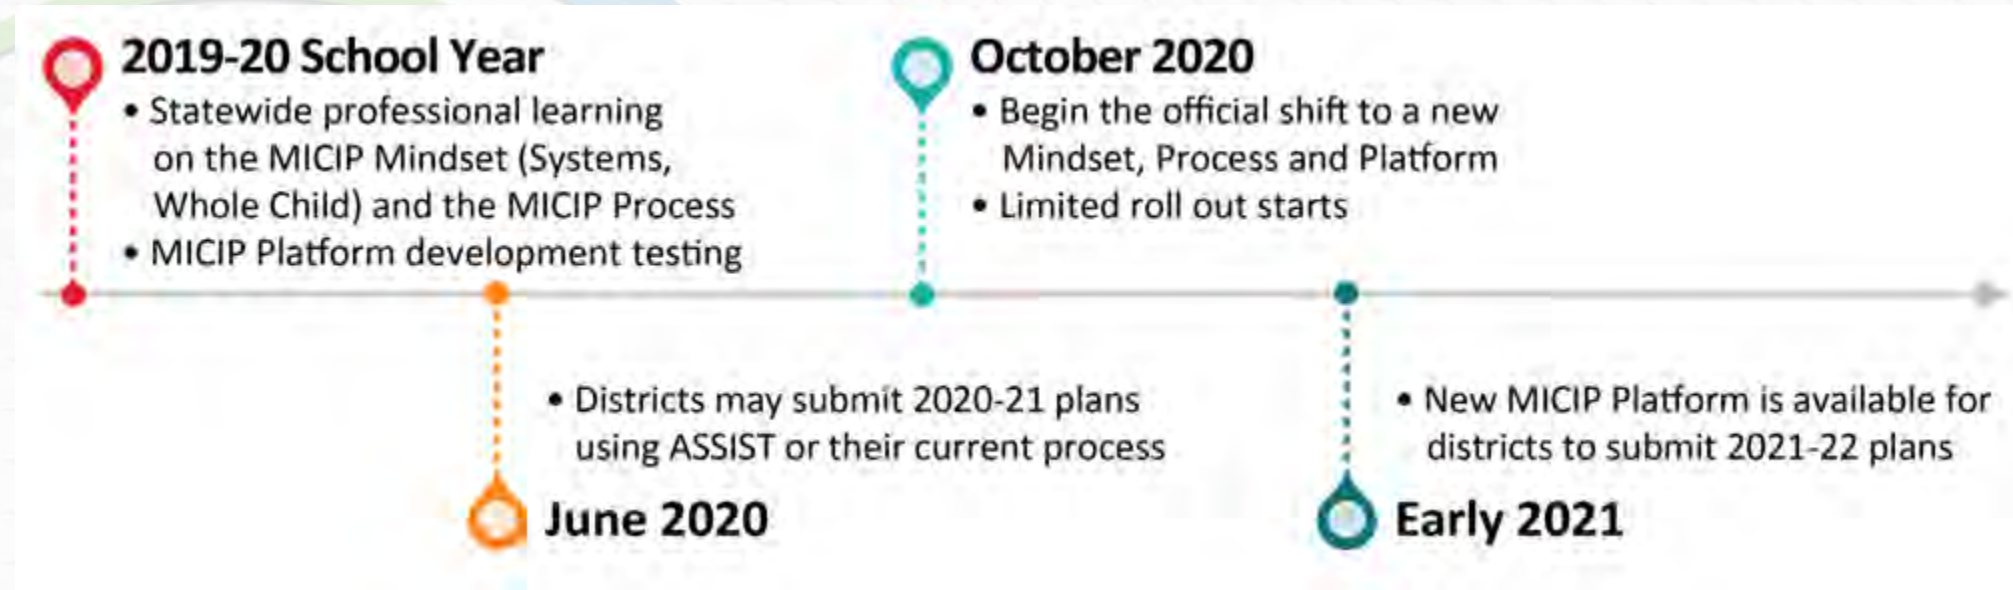 2019-20 School Year
• Statewide professional learning
on the MICIP Mindset (Systems,
Whole Child) and the MICIP Process
• MICIP Platform development testing
October 2020
• Begin the official shift to a new
Mindset, Process and Platform
• Limited roll out starts
• Districts may submit 2020-21 plans
using ASSIST or their current process
June 2020
• New MICIP Platform is available for
districts to submit 2021-22 plans
Early 2021